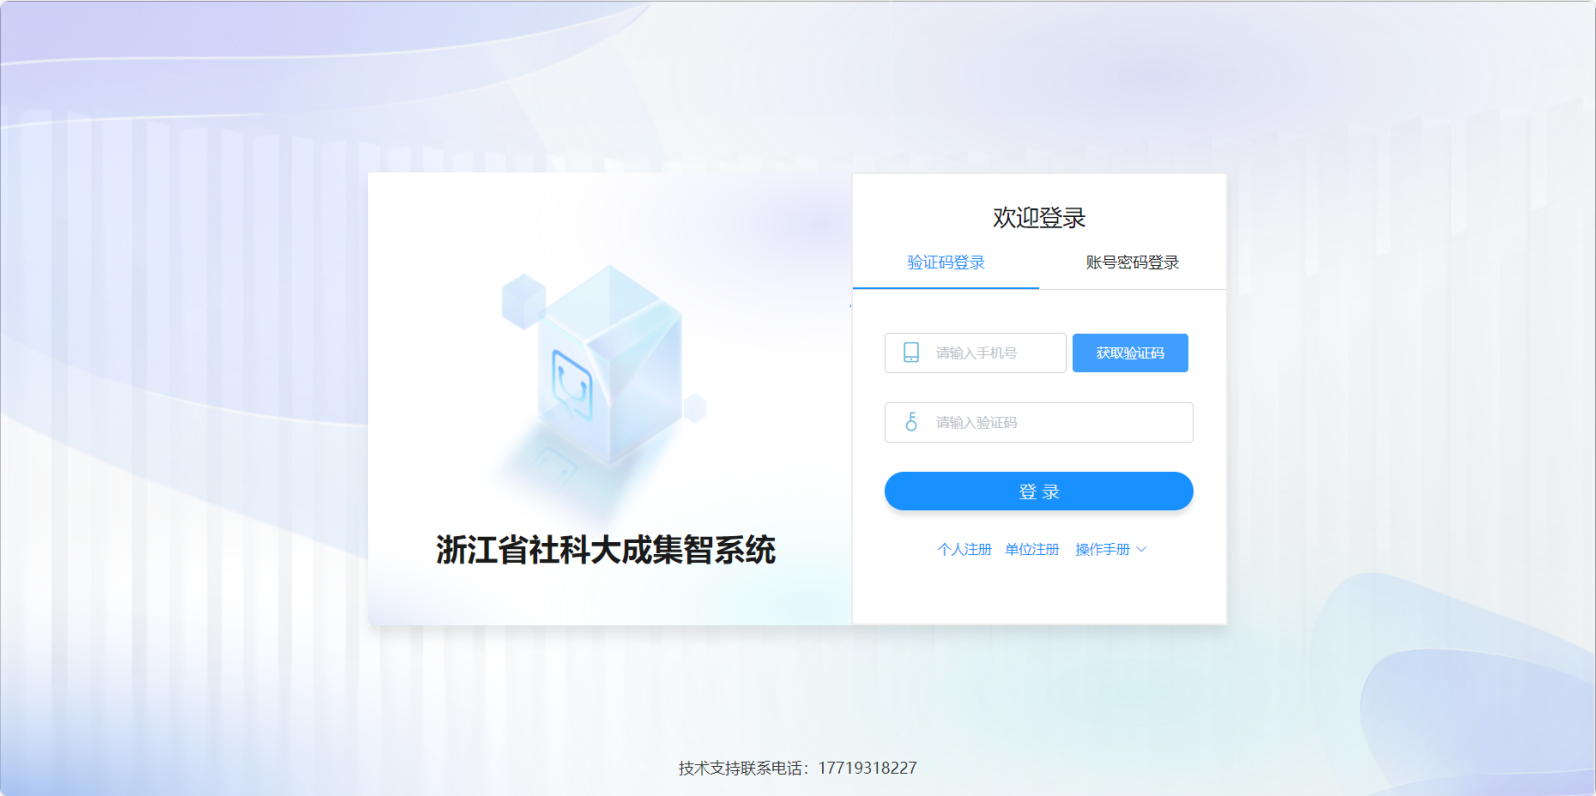 欢迎登录
验证码登录 账号密码登录
请输入手机号 获取验证码
请输入验证码
登 录
个人注册 单位注册 操作手册
浙江省社科大成集智系统
技术支持联系电话：17719318227